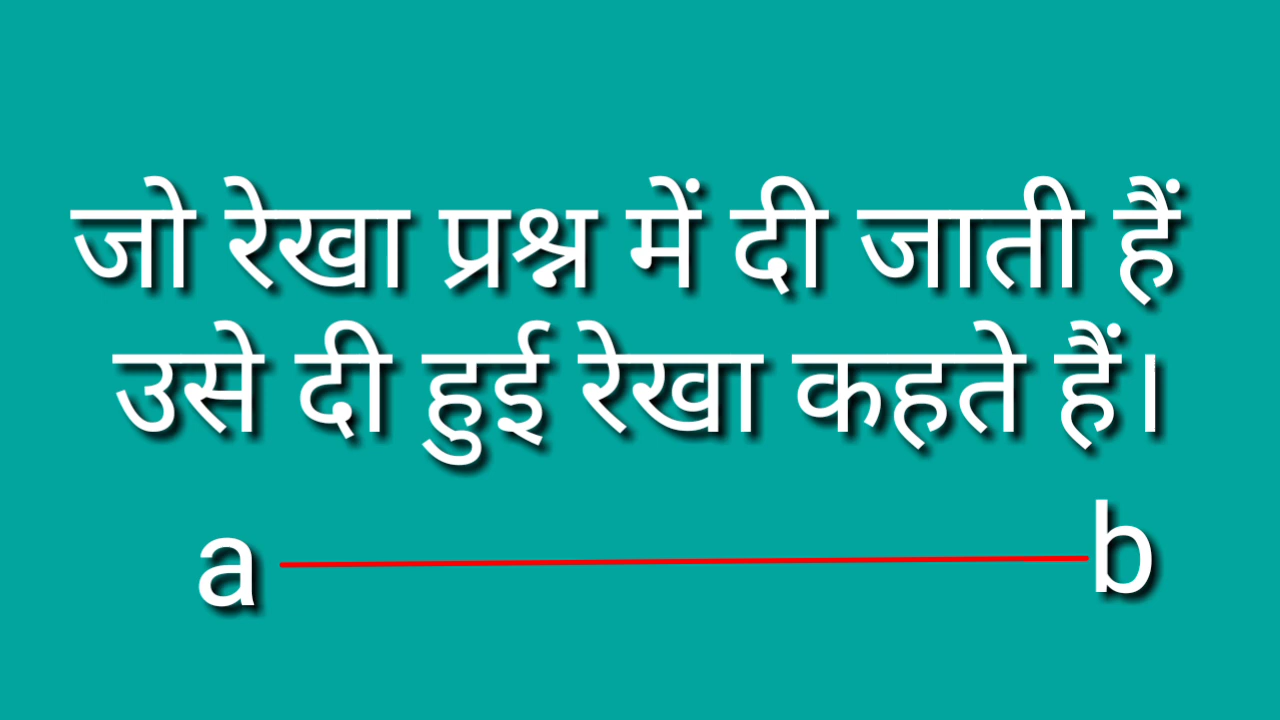 जो रेखा प्रश्न में दी जाती हैं
उसे दी हुई रेखा कहते हैं।
a b